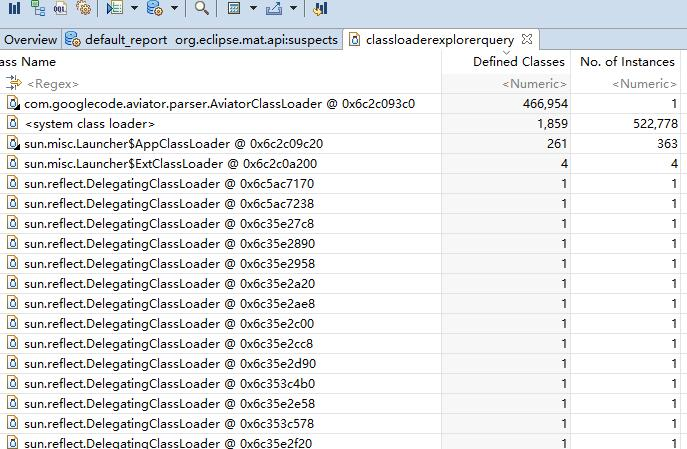 Overview default_report org.eclipse.mat.api:suspects classloaderexplorerquery
ass Name Defined Classes No. of Instances
<Regex> <Numeric> <Numeric>
com.googlecode.aviator.parser.AviatorClassLoader @ 0x6c2c093c0 466,954 1
<system class loader> 1,859 522,778
sun.misc.Launcher$AppClassLoader @ 0x6c2c09c20 261 363
sun.misc.Launcher$ExtClassLoader @ 0x6c2c0a200 4 4
sun.reflect.DelegatingClassLoader @ 0x6c5ac7170 1 1
sun.reflect.DelegatingClassLoader @ 0x6c5ac7238 1 1
sun.reflect.DelegatingClassLoader @ 0x6c35e27c8 1 1
sun.reflect.DelegatingClassLoader @ 0x6c35e2890 1 1
sun.reflect.DelegatingClassLoader @ 0x6c35e2958 1 1
sun.reflect.DelegatingClassLoader @ 0x6c35e2a20 1 1
sun.reflect.DelegatingClassLoader @ 0x6c35e2ae8 1 1
sun.reflect.DelegatingClassLoader @ 0x6c35e2c00 1 1
sun.reflect.DelegatingClassLoader @ 0x6c35e2cc8 1 1
sun.reflect.DelegatingClassLoader @ 0x6c35e2d90 1 1
sun.reflect.DelegatingClassLoader @ 0x6c353c4b0 1 1
sun.reflect.DelegatingClassLoader @ 0x6c35e2e58 1 1
sun.reflect.DelegatingClassLoader @ 0x6c353c578 1 1
sun.reflect.DelegatingClassLoader @ 0x6c35e2f20 1 1